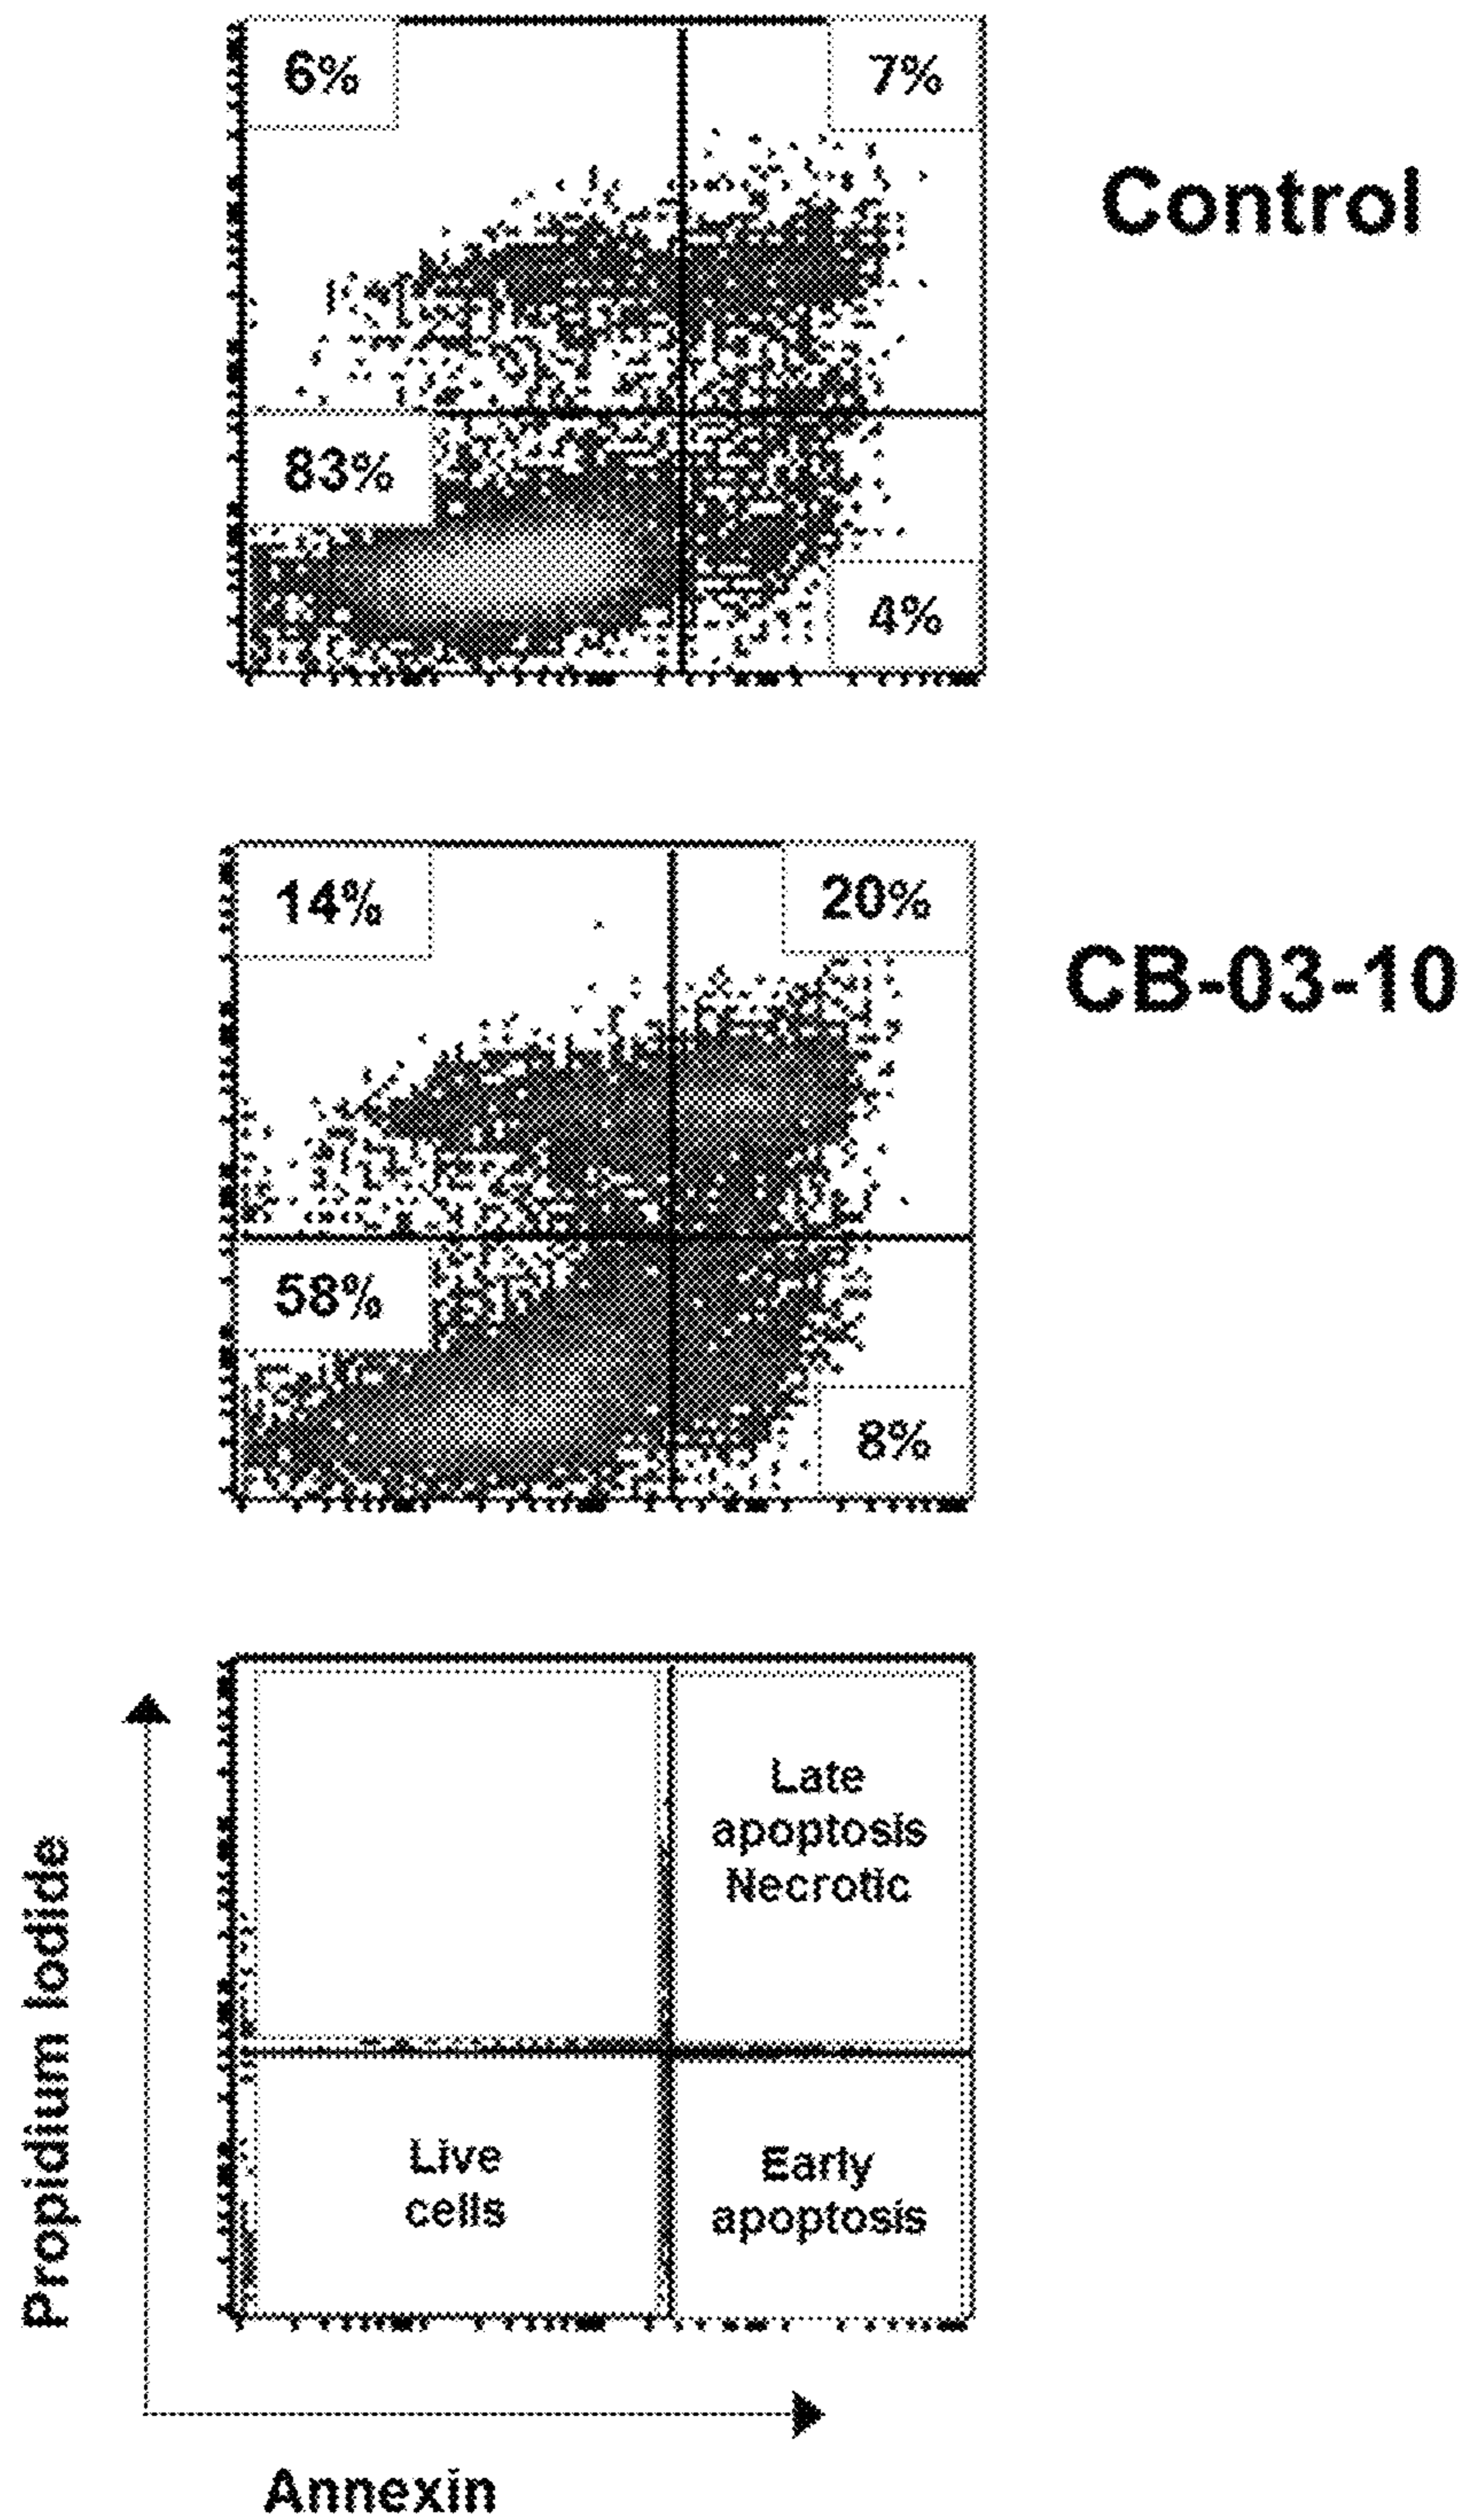 6%
7%
Control
83%
4%
14%
20%
CB-03-10
58%
8%
Late
apoptosis
Necrotic
Propidium Iodide
Live
cells
Early
apoptosis
Annexin